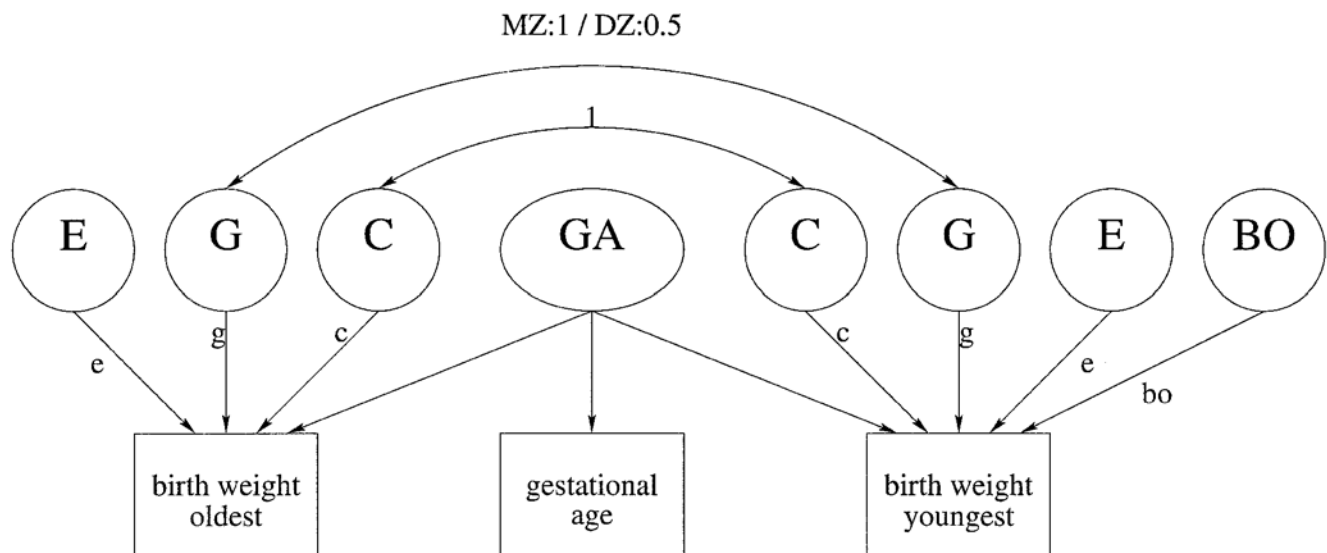 MZ:1 / DZ:0.5
1
E G C GA C G E BO
e g c c g e bo
birth weight
oldest
gestational
age
birth weight
youngest